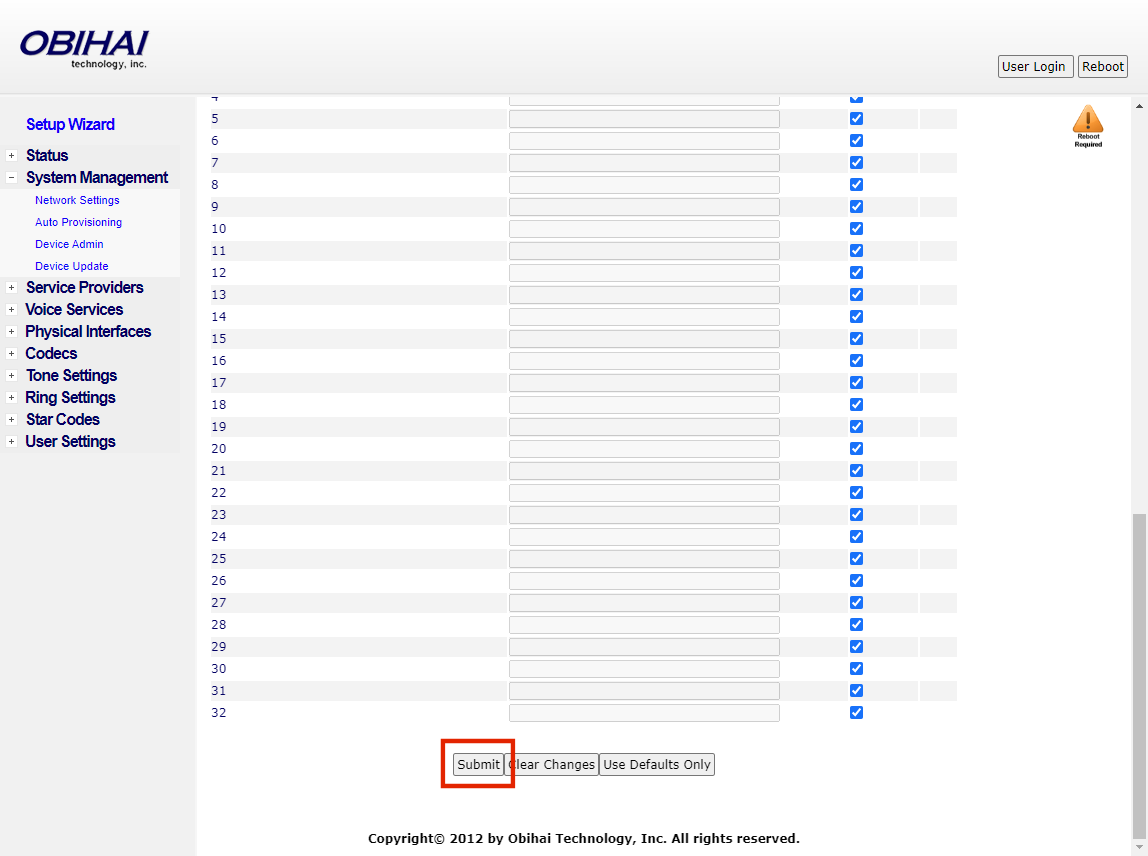 OBIHAI
technology, inc.
User Login
Reboot
Setup Wizard
Status
System Management
Network Settings
Auto Provisioning
Device Admin
Device Update
Service Providers
Voice Services
Physical Interfaces
Codecs
Tone Settings
Ring Settings
Star Codes
User Settings
Reboot
Required
4
5
6
7
8
9
10
11
12
13
14
15
16
17
18
19
20
21
22
23
24
25
26
27
28
29
30
31
32
Submit
Clear Changes
Use Defaults Only
Copyright© 2012 by Obihai Technology, Inc. All rights reserved.